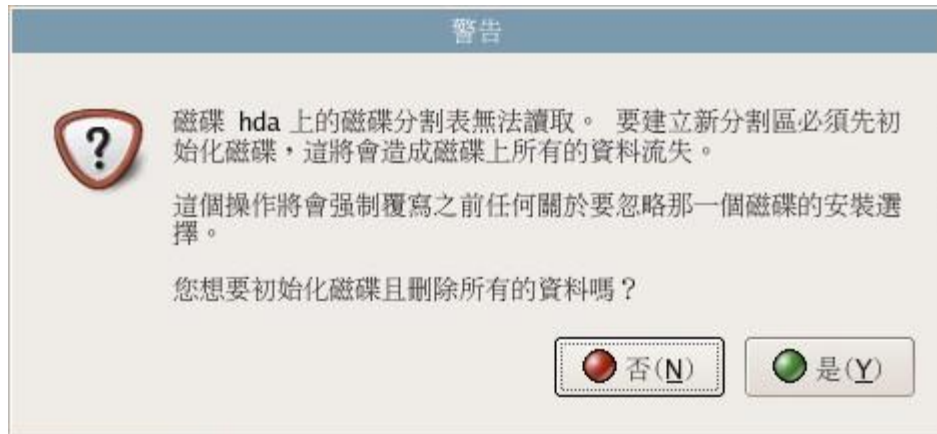 警告
磁碟 hda 上的磁碟分割表無法讀取。 要建立新分割區必須先初
始化磁碟，這將會造成磁碟上所有的資料流失。
這個操作將會强制覆寫之前任何關於要忽略那一個磁碟的安裝選
擇。
您想要初始化磁碟且刪除所有的資料嗎？
否(N)
是(Y)